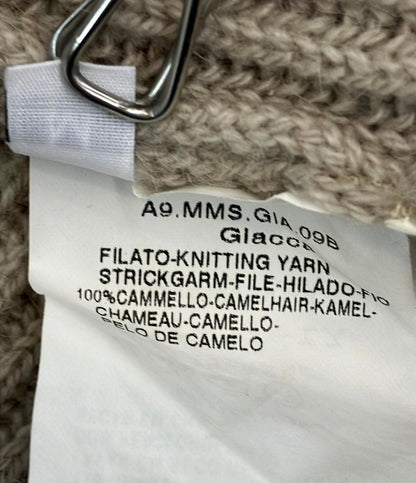 A9.MMS.GIA.09B
Giacca
FILATO-KNITTING YARN
STRICKGARM-FILE-HILADO-FIO
100%CAMMELLO-CAMELHAIR-KAMEL-
CHAMEAU-CAMELLO-
PELO DE CAMELO